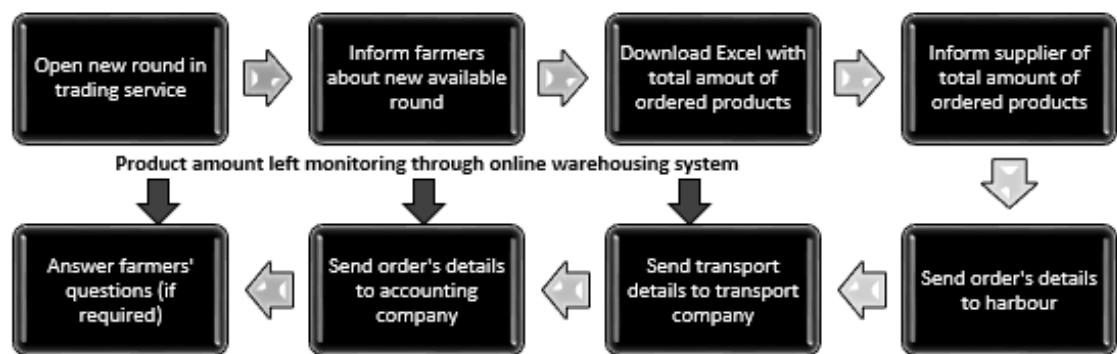 Open new round in
trading service
Inform farmers
about new available
round
Download Excel with
total amout of
ordered products
Inform supplier of
total amount of
ordered products
Product amount left monitoring through online warehousing system
Answer farmers'
questions (if
required)
Send order's details
to accounting
company
Send transport
details to transport
company
Send order's details
to harbour